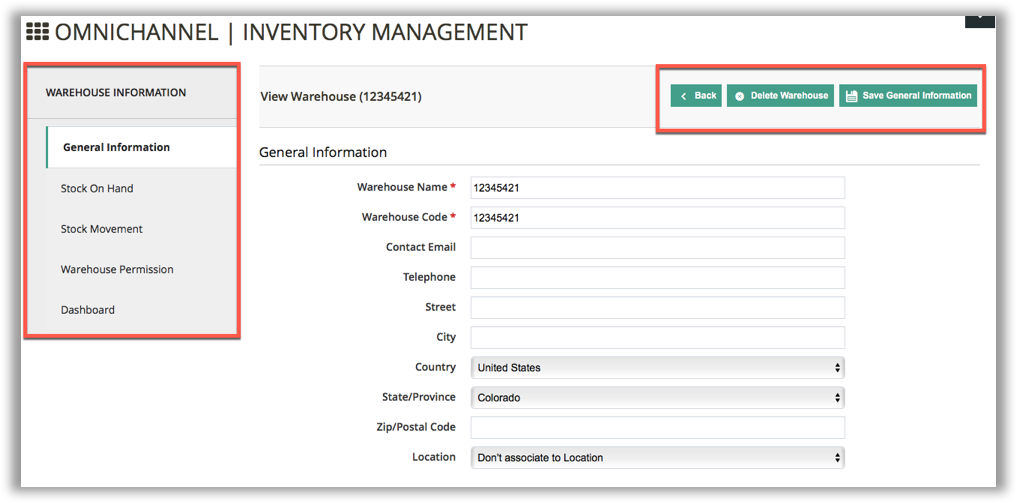 OMNICHANNEL | INVENTORY MANAGEMENT
WAREHOUSE INFORMATION
General Information
Stock On Hand
Stock Movement
Warehouse Permission
Dashboard
View Warehouse (12345421)
Back
Delete Warehouse
Save General Information
General Information
Warehouse Name * 12345421
Warehouse Code * 12345421
Contact Email
Telephone
Street
City
Country United States
State/Province Colorado
Zip/Postal Code
Location Don't associate to Location